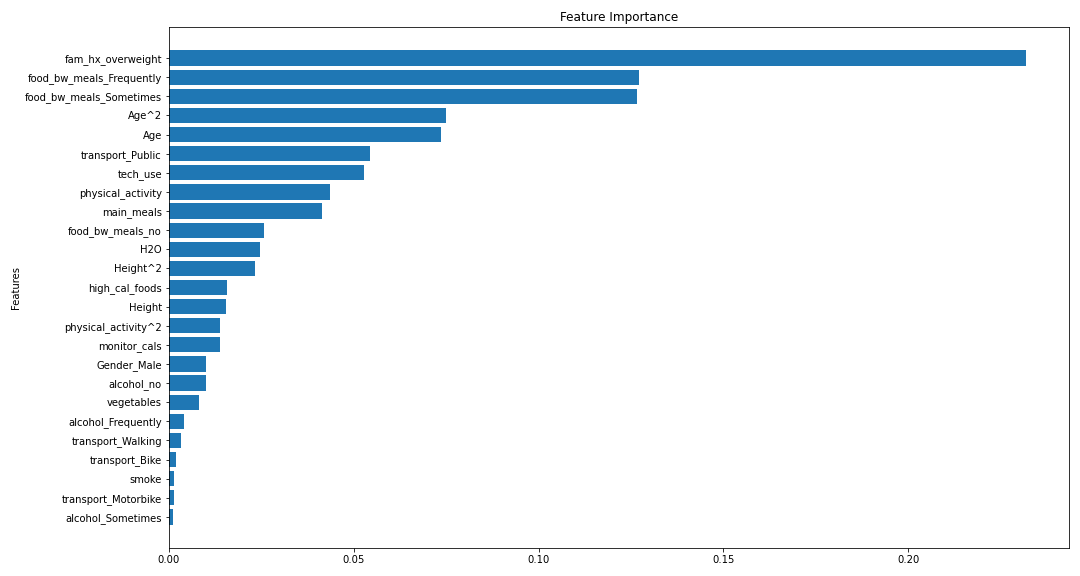 Feature Importance
Features
fam_hx_overweight
food_bw_meals_Frequently
food_bw_meals_Sometimes
Age^2
Age
transport_Public
tech_use
physical_activity
main_meals
food_bw_meals_no
H2O
Height^2
high_cal_foods
Height
physical_activity^2
monitor_cals
Gender_Male
alcohol_no
vegetables
alcohol_Frequently
transport_Walking
transport_Bike
smoke
transport_Motorbike
alcohol_Sometimes
0.00 0.05 0.10 0.15 0.20